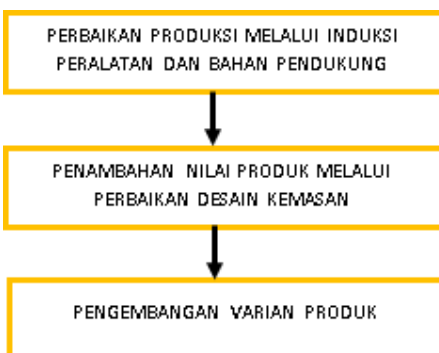 PERBAIKAN PRODUKSI MELALUI INDUKSI
PERALATAN DAN BAHAN PENDUKUNG
PENAMBAHAN NILAI PRODUK MELALUI
PERBAIKAN DESAIN KEMASAN
PENGEMBANGAN VARIAN PRODUK